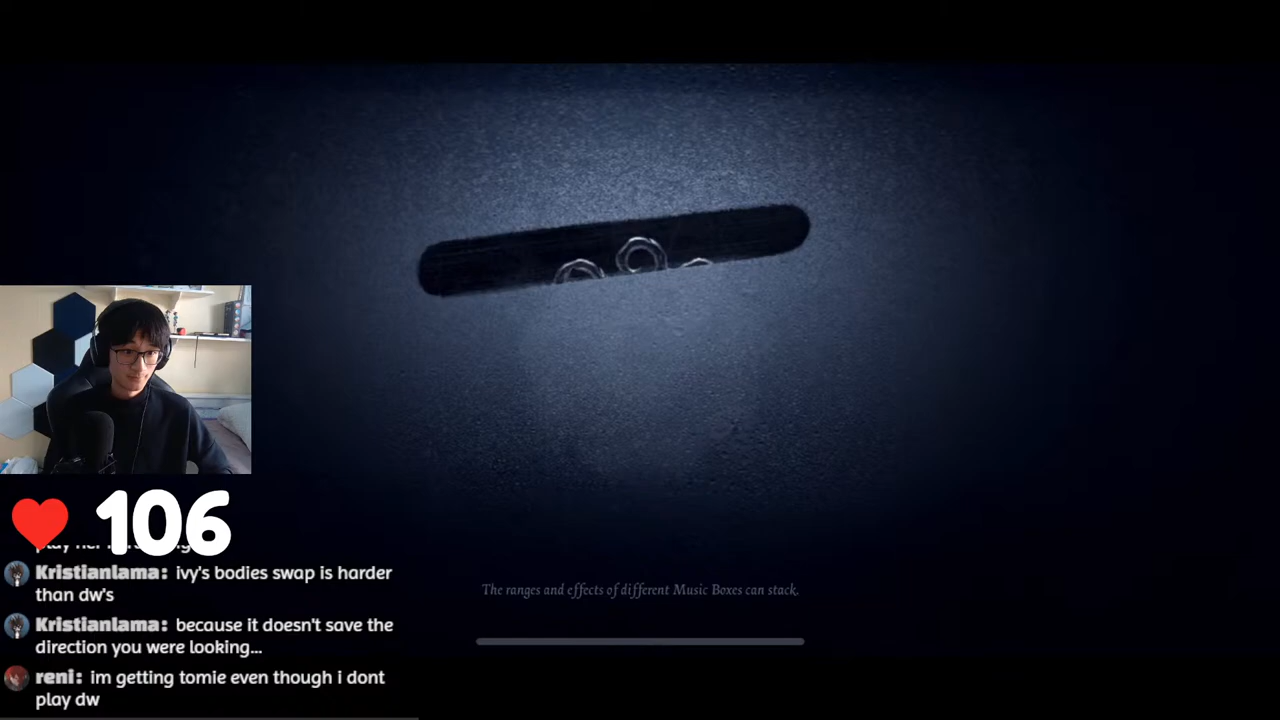 The ranges and effects of different Music Boxes can stack.
106
Kristianlama: ivy's bodies swap is harder
than dw's
Kristianlama: because it doesn't save the
direction you were looking...
reni: im getting tomie even though i dont
play dw